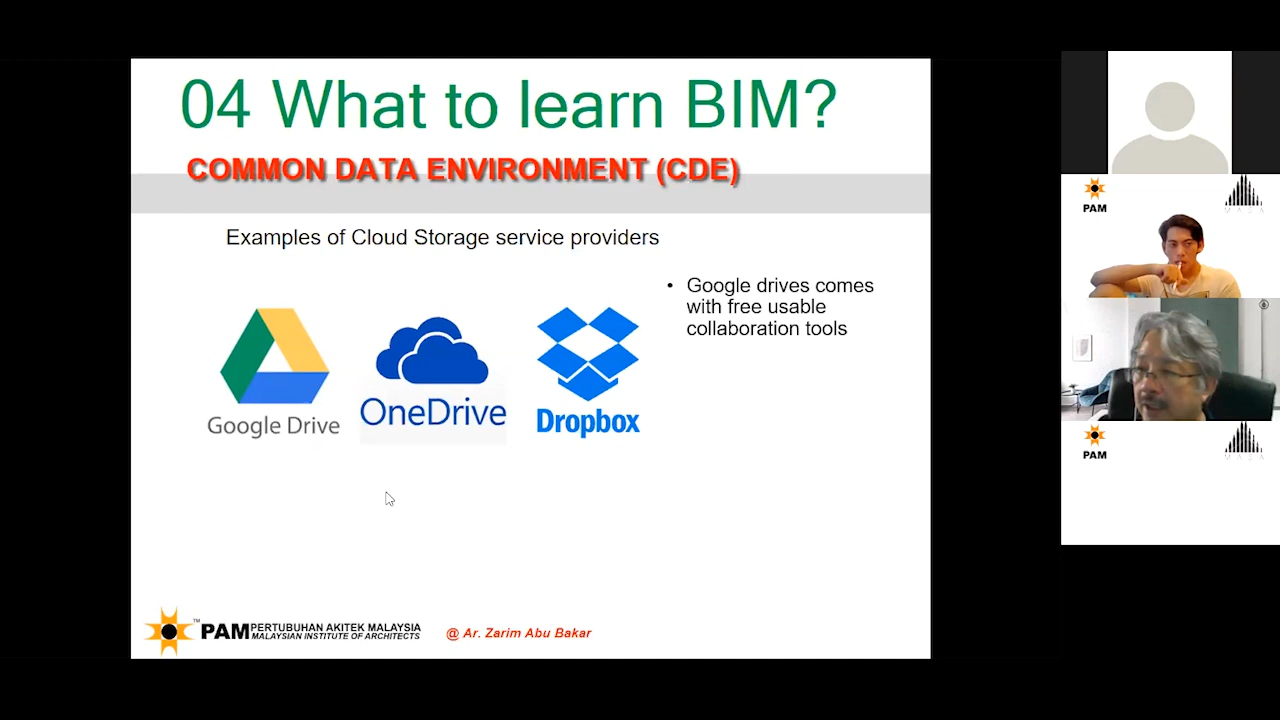 04 What to learn BIM?
COMMON DATA ENVIRONMENT (CDE)
Examples of Cloud Storage service providers
• Google drives comes
with free usable
collaboration tools
Google Drive
OneDrive
Dropbox
PAM
PERTUBUHAN AKITEK MALAYSIA
MALAYSIAN INSTITUTE OF ARCHITECTS
TM
@ Ar. Zarim Abu Bakar
PAM
PAM